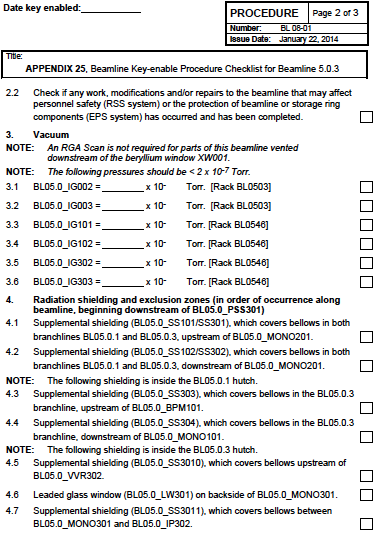 Date key enabled:
PROCEDURE Page 2 of 3
Number: BL 08-01
Issue Date: January 22, 2014
Title:
APPENDIX 25, Beamline Key-enable Procedure Checklist for Beamline 5.0.3
2.2 Check if any work, modifications and/or repairs to the beamline that may affect
personnel safety (RSS system) or the protection of beamline or storage ring
components (EPS system) has occurred and has been completed.
3. Vacuum
NOTE: An RGA Scan is not required for parts of this beamline vented
downstream of the beryllium window XW001.
NOTE: The following pressures should be < 2 x 10-7 Torr.
3.1 BL05.0_IG002 =________ x 10- Torr. [Rack BL0503]
3.2 BL05.0_IG003 =________ x 10- Torr. [Rack BL0503]
3.3 BL05.0_IG101 =________ x 10- Torr. [Rack BL0546]
3.4 BL05.0_IG102 =________ x 10- Torr. [Rack BL0546]
3.5 BL05.0_IG302 =________ x 10- Torr. [Rack BL0546]
3.6 BL05.0_IG303 =________ x 10- Torr. [Rack BL0546]
4. Radiation shielding and exclusion zones (in order of occurrence along
beamline, beginning downstream of BL05.0_PSS301)
4.1 Supplemental shielding (BL05.0_SS101/SS301), which covers bellows in both
branchlines BL05.0.1 and BL05.0.3, upstream of BL05.0_MONO201.
4.2 Supplemental shielding (BL05.0_SS102/SS302), which covers bellows in both
branchlines BL05.0.1 and BL05.0.3, downstream of BL05.0_MONO201.
NOTE: The following shielding is inside the BL05.0.1 hutch.
4.3 Supplemental shielding (BL05.0_SS303), which covers bellows in the BL05.0.3
branchline, upstream of BL05.0_BPM101.
4.4 Supplemental shielding (BL05.0_SS304), which covers bellows in the BL05.0.3
branchline, downstream of BL05.0_MONO101.
NOTE: The following shielding is inside the BL05.0.3 hutch.
4.5 Supplemental shielding (BL05.0_SS3010), which covers bellows upstream of
BL05.0_VVR302.
4.6 Leaded glass window (BL05.0_LW301) on backside of BL05.0_MONO301.
4.7 Supplemental shielding (BL05.0_SS3011), which covers bellows between
BL05.0_MONO301 and BL05.0_IP302.